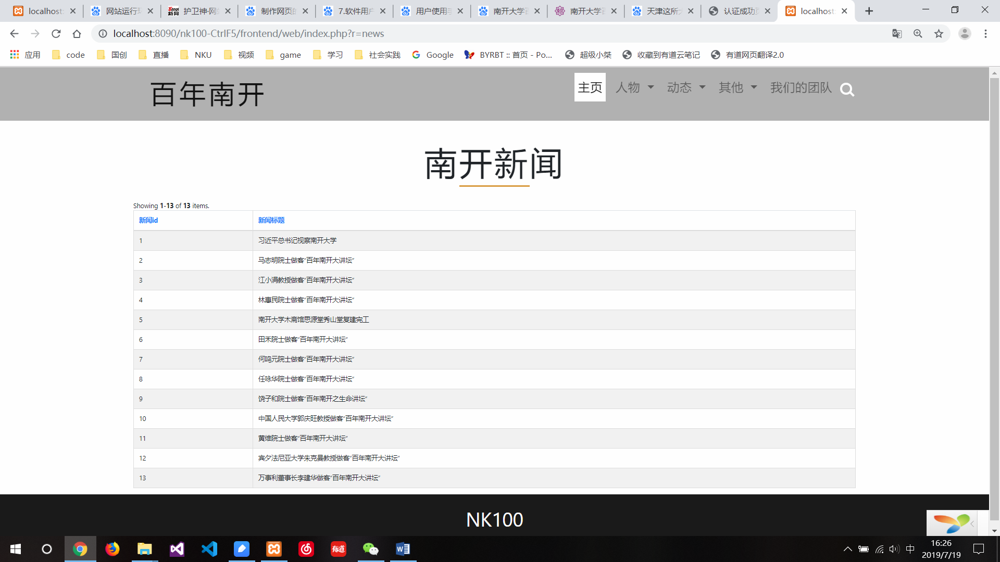 localhost:
网站运行环
护卫神·网站
制作网页的
7.软件用户
用户使用手
南开大学百
南开大学百
天津这所大
认证成功页
localhost:
localhost:8090/nk100-CtrlF5/frontend/web/index.php?r=news
应用 code 国创 直播 NKU 视频 game 学习 社会实践 Google BYRBT :: 首页 - Po... 超级小桀 收藏到有道云笔记 有道网页翻译2.0
百年南开 主页 人物 动态 其他 我们的团队
南开新闻
Showing 1-13 of 13 items.
新闻id 新闻标题
1 习近平总书记视察南开大学
2 马志明院士做客“百年南开大讲坛”
3 江小涓教授做客“百年南开大讲坛”
4 林惠民院士做客“百年南开大讲坛”
5 南开大学木斋馆思源堂秀山堂复建完工
6 田禾院士做客“百年南开大讲坛”
7 何鸣元院士做客“百年南开大讲坛”
8 任咏华院士做客“百年南开大讲坛”
9 饶子和院士做客“百年南开之生命讲坛”
10 中国人民大学郭庆旺教授做客“百年南开大讲坛”
11 黄维院士做客“百年南开大讲坛”
12 宾夕法尼亚大学朱克曼教授做客“百年南开大讲坛”
13 万事利董事长李建华做客“百年南开大讲坛”
NK100
有道
中
16:26
2019/7/19